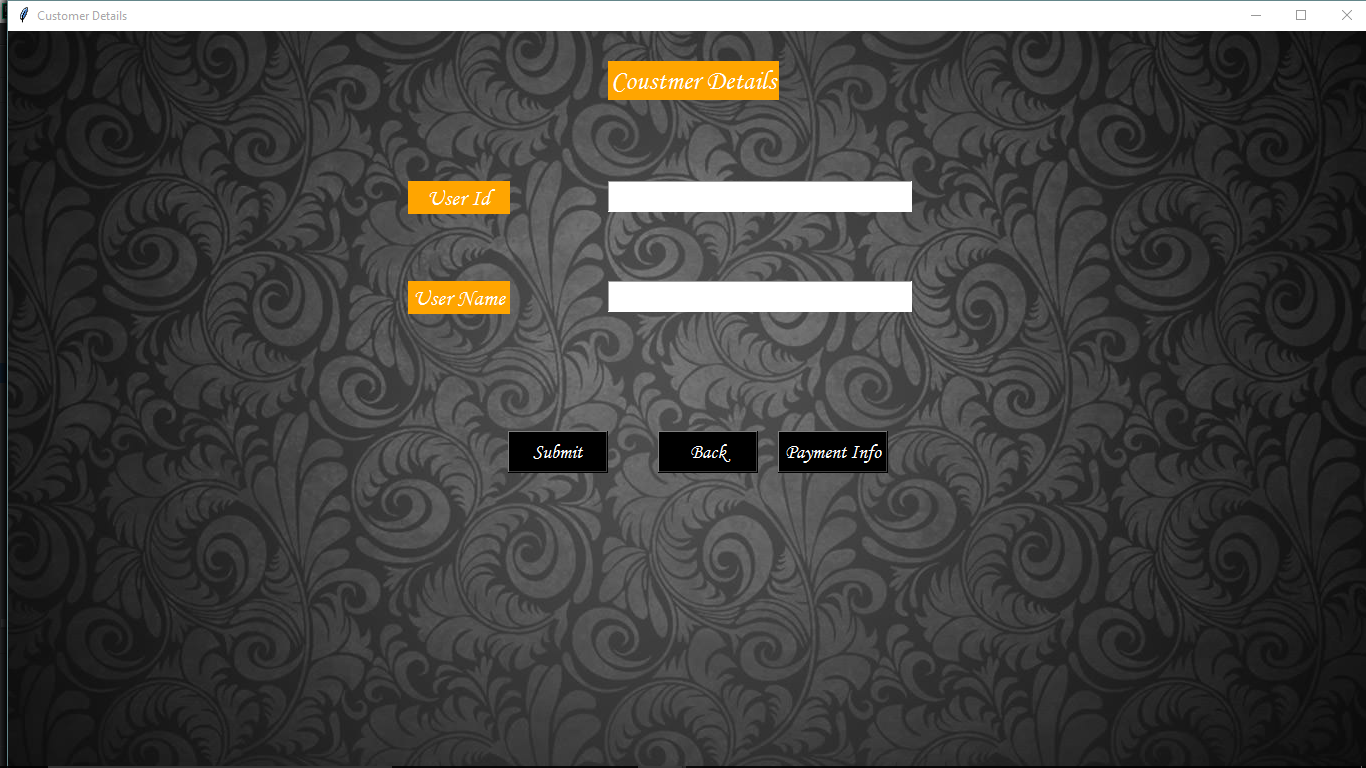 Customer Details
Coustmer Details
User Id
User Name
Submit Back Payment Info